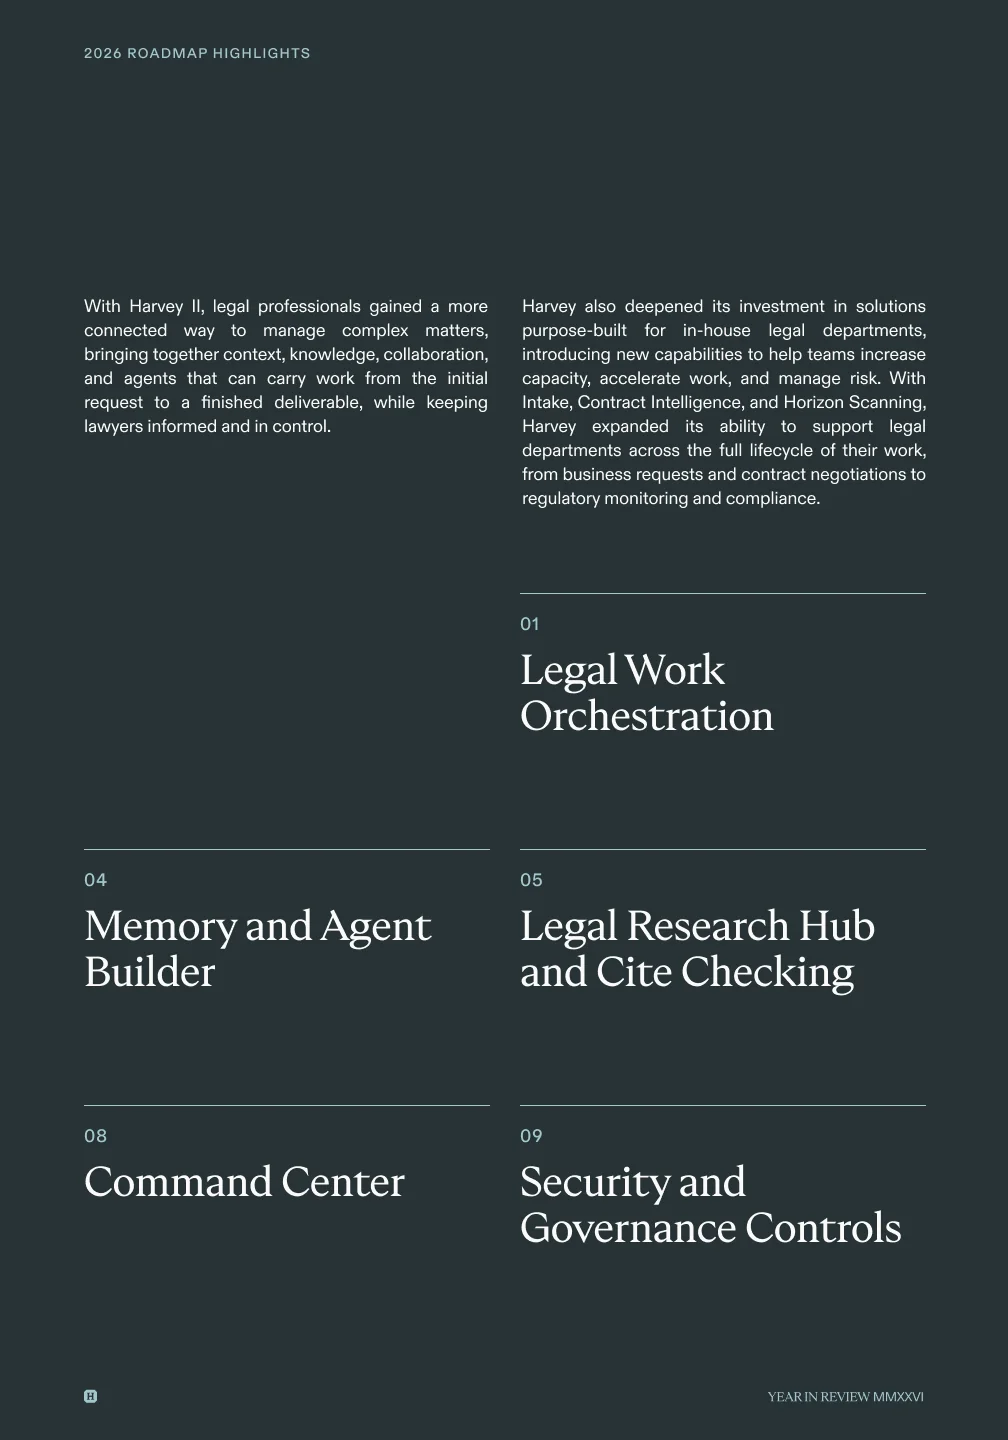 2026 ROADMAP HIGHLIGHTS
With Harvey II, legal professionals gained a more
connected way to manage complex matters,
bringing together context, knowledge, collaboration,
and agents that can carry work from the initial
request to a finished deliverable, while keeping
lawyers informed and in control.
Harvey also deepened its investment in solutions
purpose-built for in-house legal departments,
introducing new capabilities to help teams increase
capacity, accelerate work, and manage risk. With
Intake, Contract Intelligence, and Horizon Scanning,
Harvey expanded its ability to support legal
departments across the full lifecycle of their work,
from business requests and contract negotiations to
regulatory monitoring and compliance.
01
Legal Work
Orchestration
04
Memory and Agent
Builder
05
Legal Research Hub
and Cite Checking
08
Command Center
09
Security and
Governance Controls
H
YEAR IN REVIEW MMXXVI